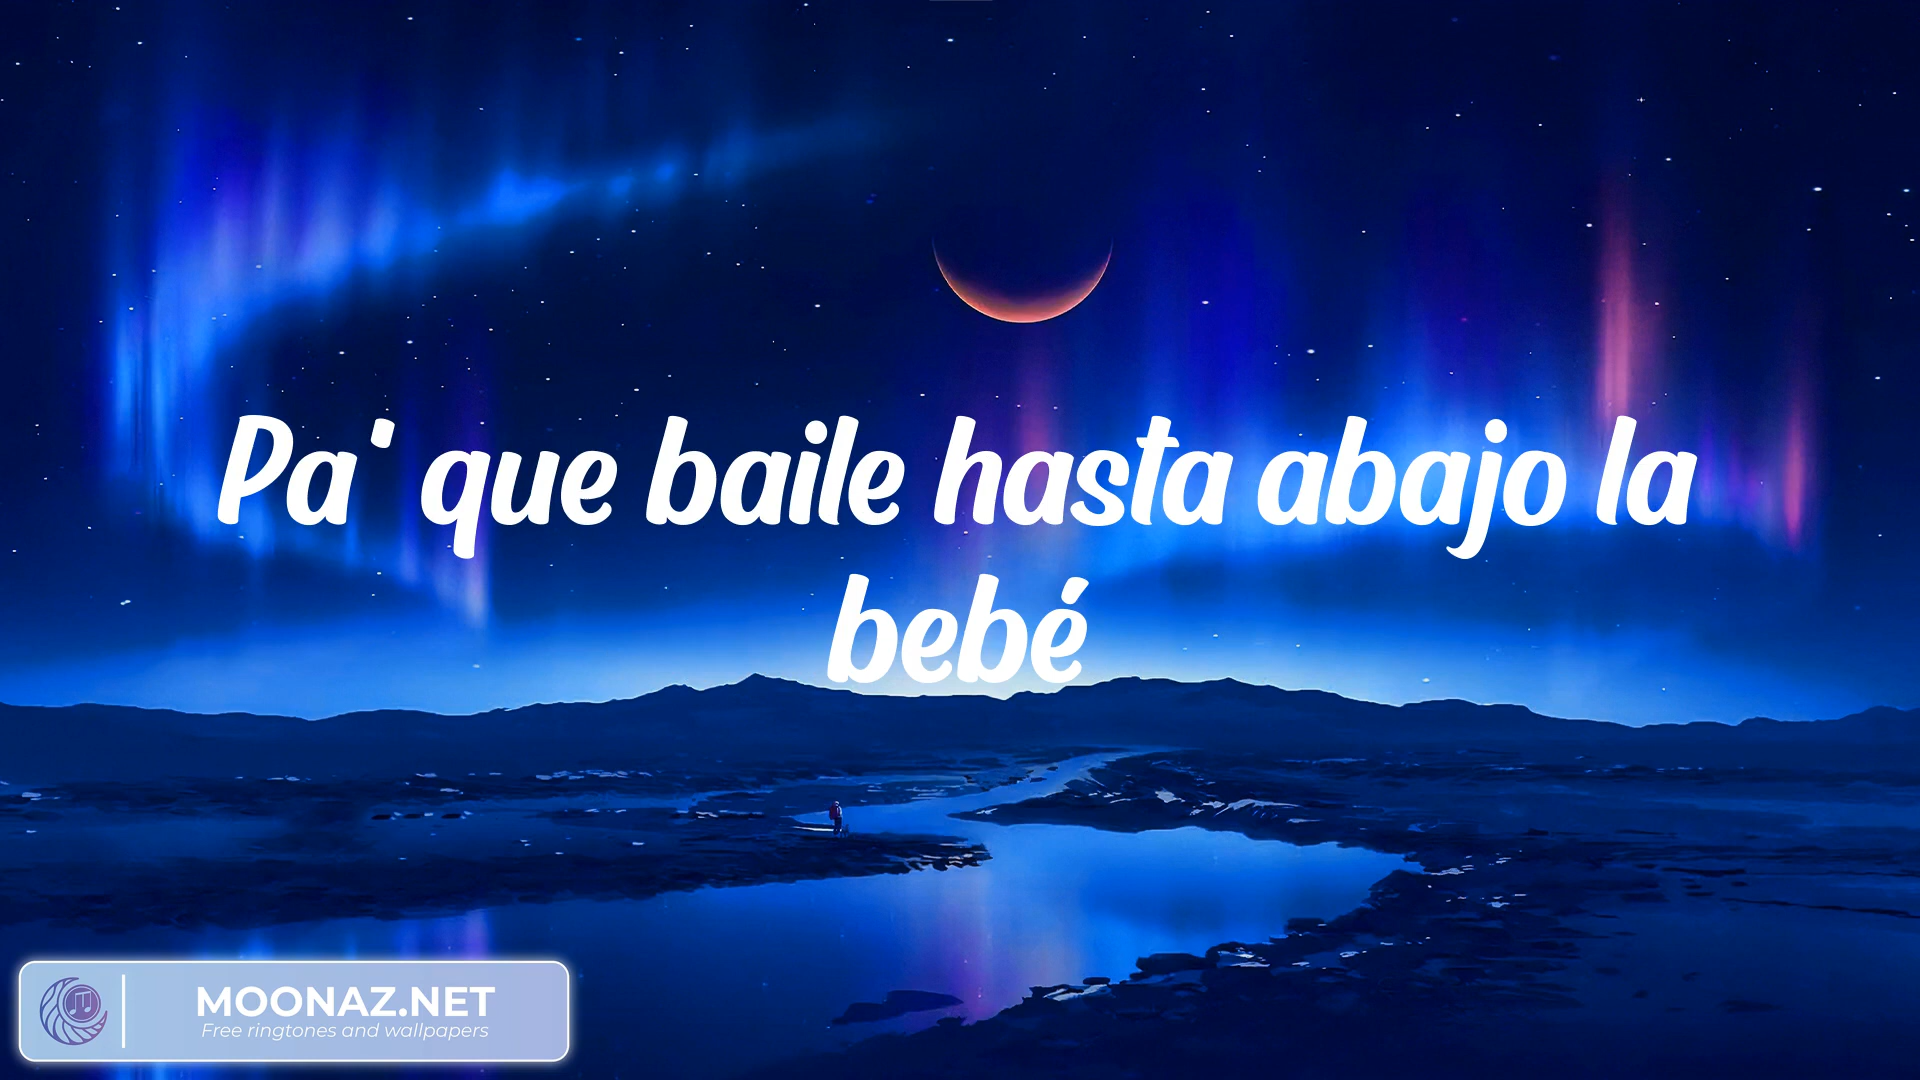 Pa' que baile hasta abajo la
bebé
MOONAZ.NET
Free ringtones and wallpapers